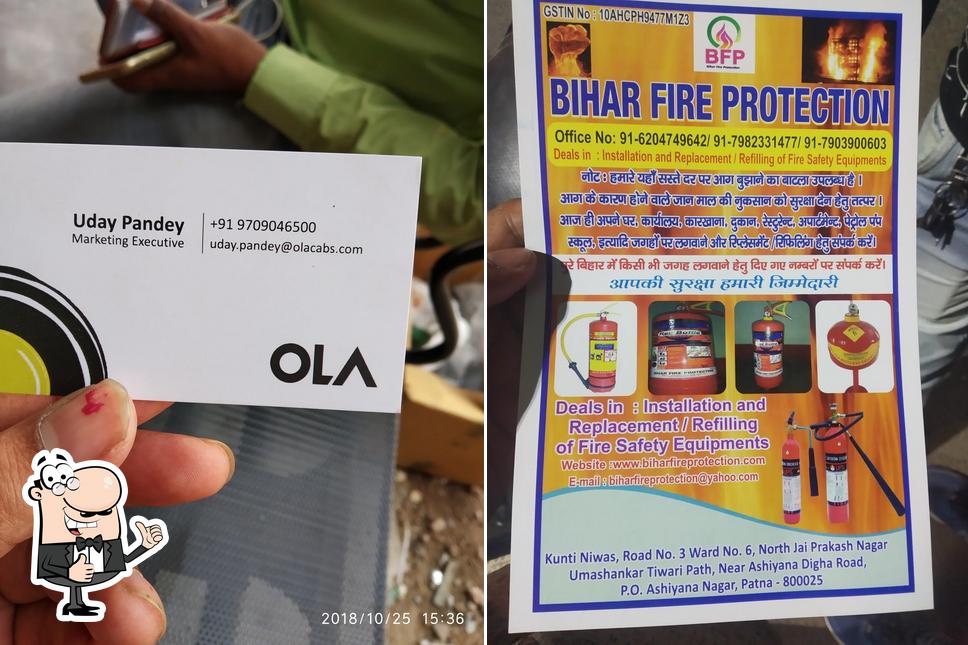 Uday Pandey
Marketing Executive
+91 9709046500
uday.pandey@olacabs.com
OLA
2018/10/25 15:36
GSTIN No : 10AHCPH9477M1Z3
BFP
Bihar Fire Protection
BIHAR FIRE PROTECTION
Office No: 91-6204749642/ 91-7982331477/ 91-7903900603
Deals in : Installation and Replacement / Refilling of Fire Safety Equipments
नोट : हमारे यहाँ सस्ते दर पर आग बुझाने का बाटला उपलब्ध है ।
आग के कारण होने वाले जान माल की नुकसान को सुरक्षा देन हेतु तत्पर ।
आज ही अपने घर, कार्यालय, कारखाना, दुकान, रेस्टुरेन्ट, अपार्टमेन्ट, पेट्रोल पंप
स्कूल, इत्यादि जगहों पर लगवाने और रिप्लेसमेंट /रिफिलिंग हेतु संपर्क करें।
रे बिहार में किसी भी जगह लगवाने हेतु दिए गए नम्बरों पर संपर्क करें।
आपकी सुरक्षा हमारी जिम्मेदारी
BIHAR FIRE PROTECTION
Deals in : Installation and
Replacement / Refilling
of Fire Safety Equipments
Website :www.biharfireprotection.com
E-mail : biharfireprotection@yahoo.com
Kunti Niwas, Road No. 3 Ward No. 6, North Jai Prakash Nagar
Umashankar Tiwari Path, Near Ashiyana Digha Road,
P.O. Ashiyana Nagar, Patna - 800025